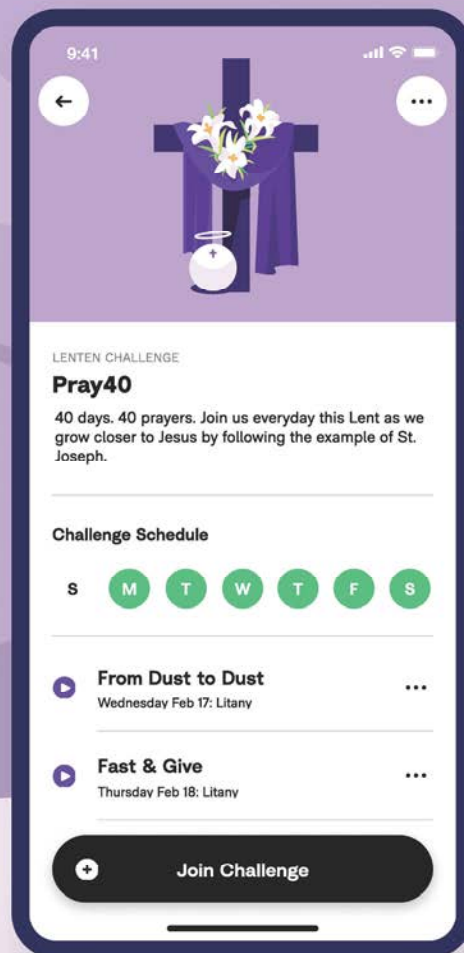 9:41
LENTEN CHALLENGE
Pray40
40 days. 40 prayers. Join us everyday this Lent as we
grow closer to Jesus by following the example of St.
Joseph.
Challenge Schedule
S M T W T F S
From Dust to Dust
Wednesday Feb 17: Litany
Fast & Give
Thursday Feb 18: Litany
Join Challenge